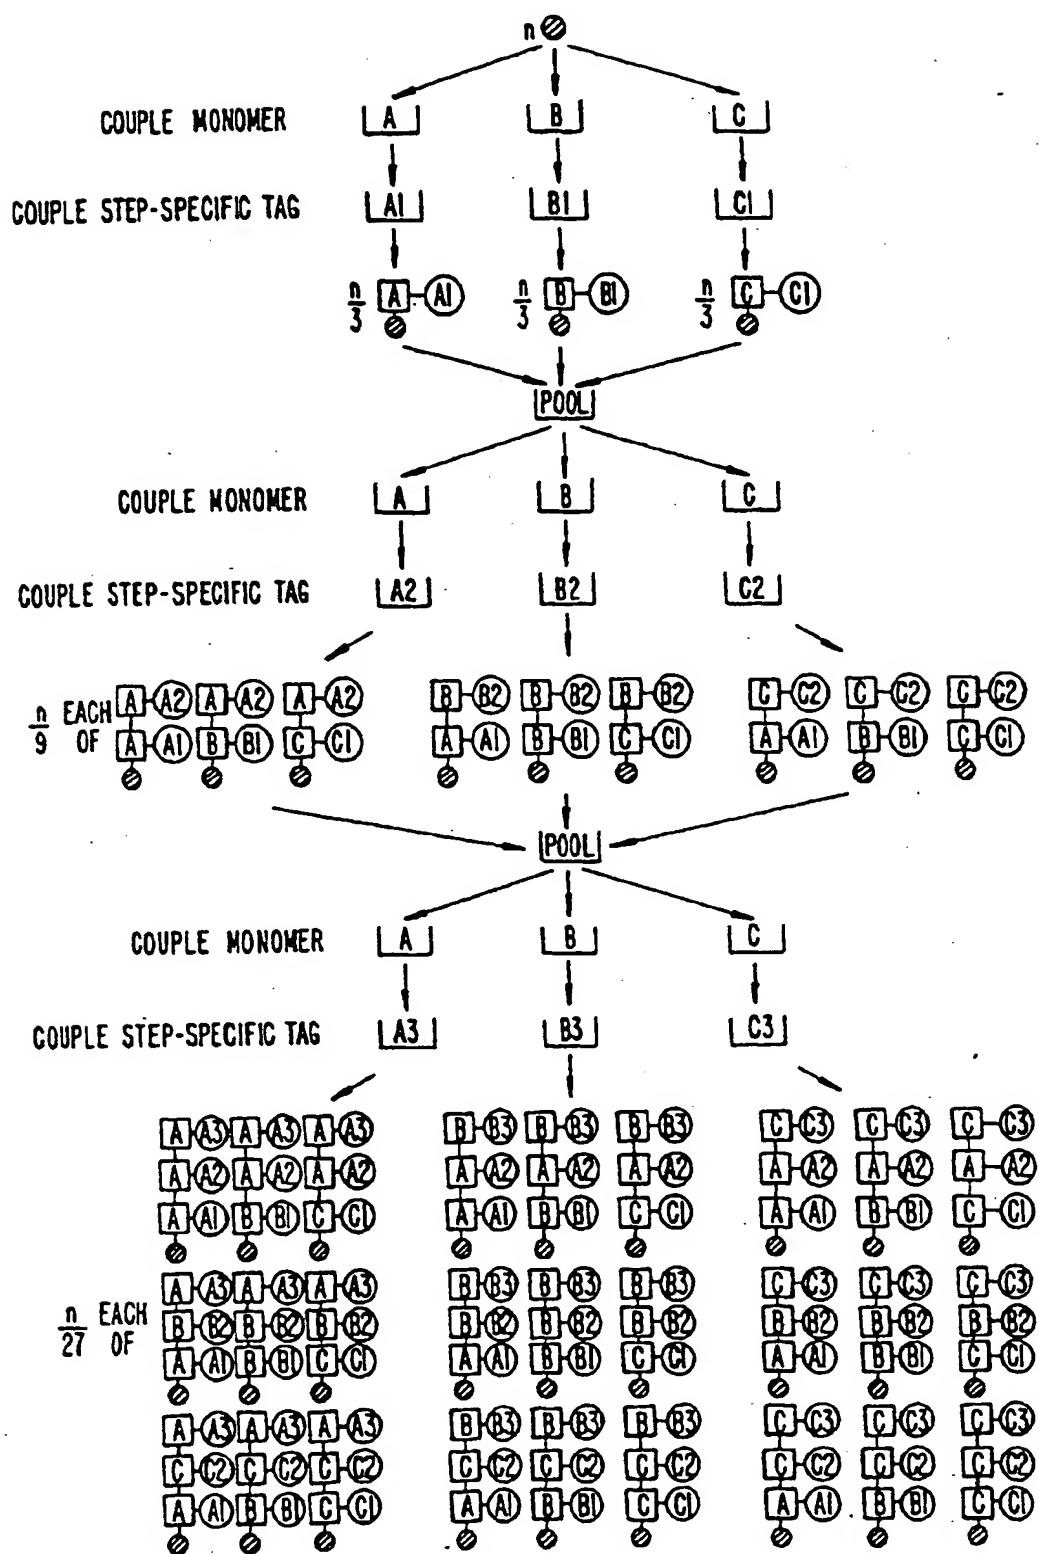 n
COUPLE MONOMER A B C
COUPLE STEP-SPECIFIC TAG A1 B1 C1
n/3 A A1 n/3 B B1 n/3 C C1
POOL
COUPLE MONOMER A B C
COUPLE STEP-SPECIFIC TAG A2 B2 C2
n/9 EACH OF
A A2 A A2 A A2 B B2 B B2 B B2 C C2 C C2 C C2
A A1 B B1 C C1 A A1 B B1 C C1 A A1 B B1 C C1
POOL
COUPLE MONOMER A B C
COUPLE STEP-SPECIFIC TAG A3 B3 C3
A A3 A A3 A A3 B B3 B B3 B B3 C C3 C C3 C C3
A A2 A A2 A A2 A A2 A A2 A A2 A A2 A A2 A A2
A A1 B B1 C C1 A A1 B B1 C C1 A A1 B B1 C C1
n/27 EACH OF
A A3 A A3 A A3 B B3 B B3 B B3 C C3 C C3 C C3
B B2 B B2 B B2 B B2 B B2 B B2 B B2 B B2 B B2
A A1 B B1 C C1 A A1 B B1 C C1 A A1 B B1 C C1
A A3 A A3 A A3 B B3 B B3 B B3 C C3 C C3 C C3
C C2 C C2 C C2 C C2 C C2 C C2 C C2 C C2 C C2
A A1 B B1 C C1 A A1 B B1 C C1 A A1 B B1 C C1